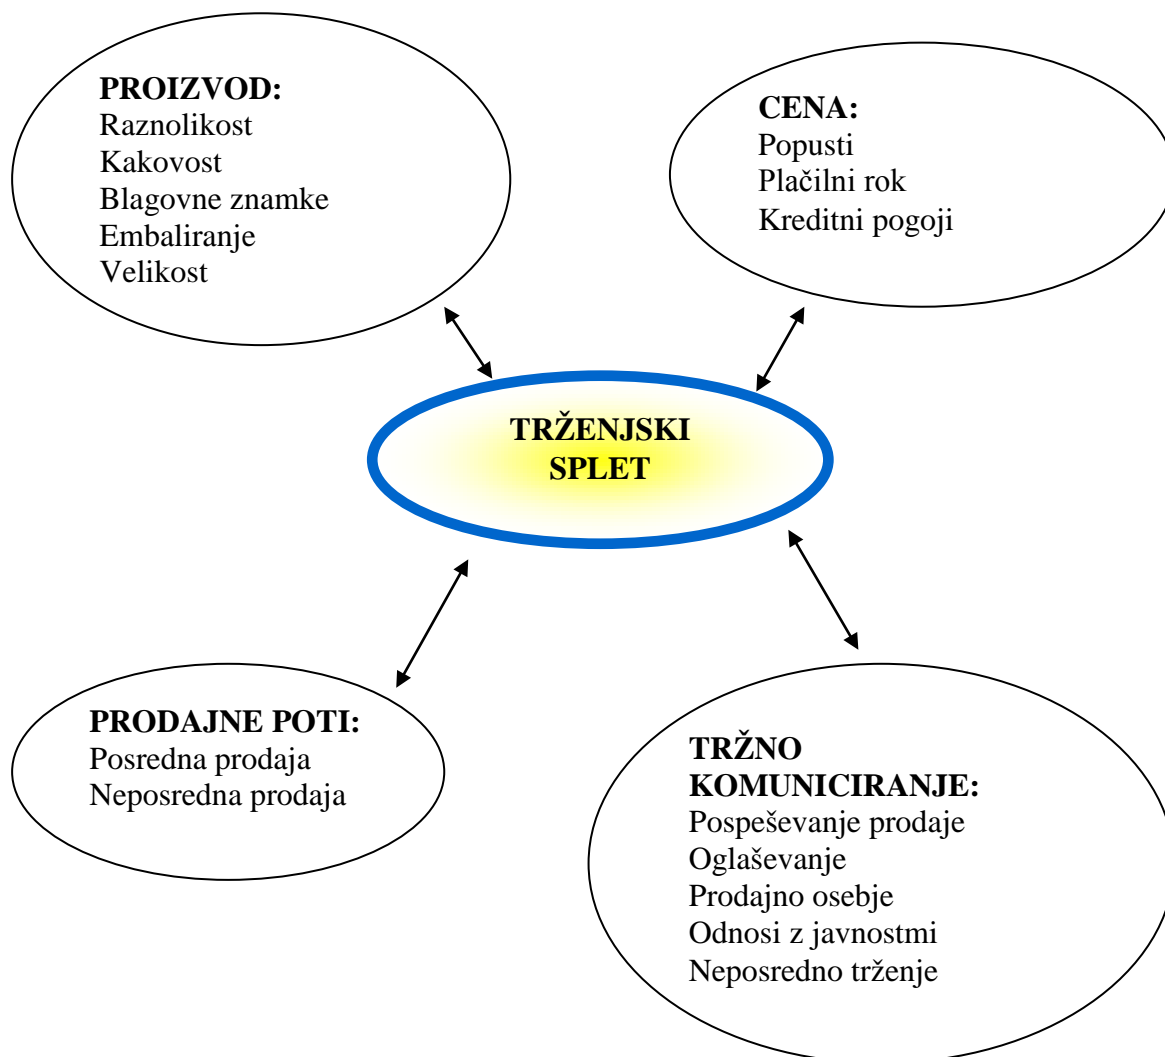 PROIZVOD:
Raznolikost
Kakovost
Blagovne znamke
Embaliranje
Velikost
CENA:
Popusti
Plačilni rok
Kreditni pogoji
TRŽENJSKI
SPLET
PRODAJNE POTI:
Posredna prodaja
Neposredna prodaja
TRŽNO
KOMUNICIRANJE:
Pospeševanje prodaje
Oglaševanje
Prodajno osebje
Odnosi z javnostmi
Neposredno trženje